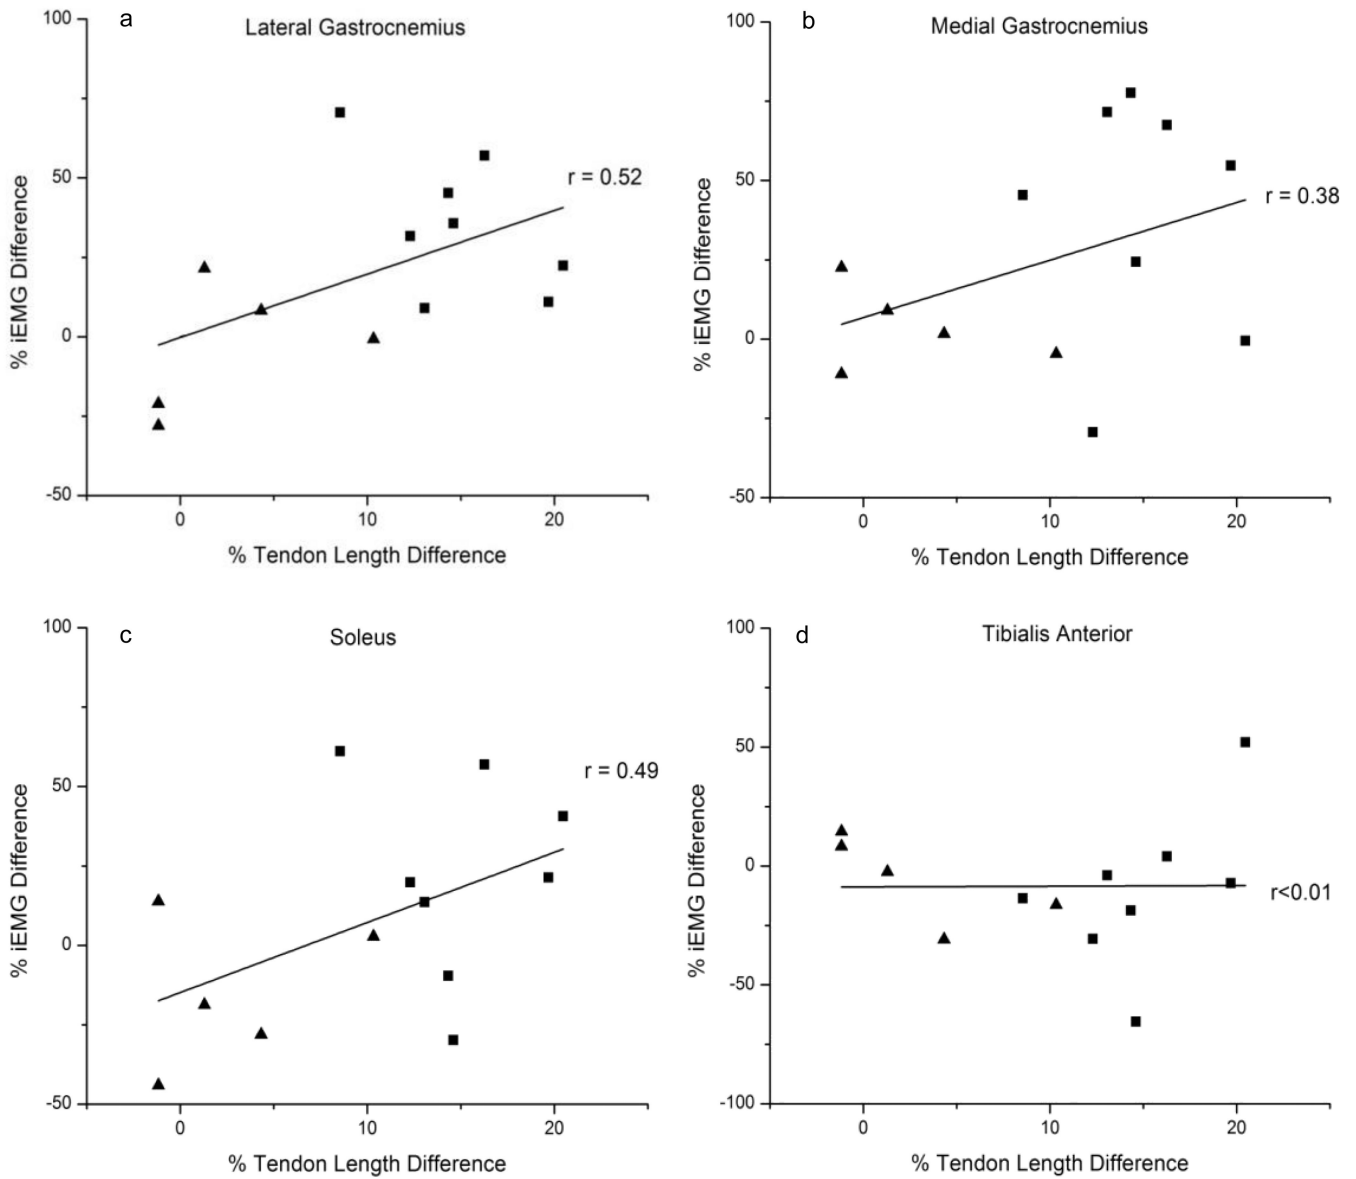 a
Lateral Gastrocnemius
100
50
0
-50
% iEMG Difference
r = 0.52
0 10 20
% Tendon Length Difference
b
Medial Gastrocnemius
100
50
0
-50
% iEMG Difference
r = 0.38
0 10 20
% Tendon Length Difference
c
Soleus
100
50
0
-50
% iEMG Difference
r = 0.49
0 10 20
% Tendon Length Difference
d
Tibialis Anterior
100
50
0
-50
-100
% iEMG Difference
r<0.01
0 10 20
% Tendon Length Difference